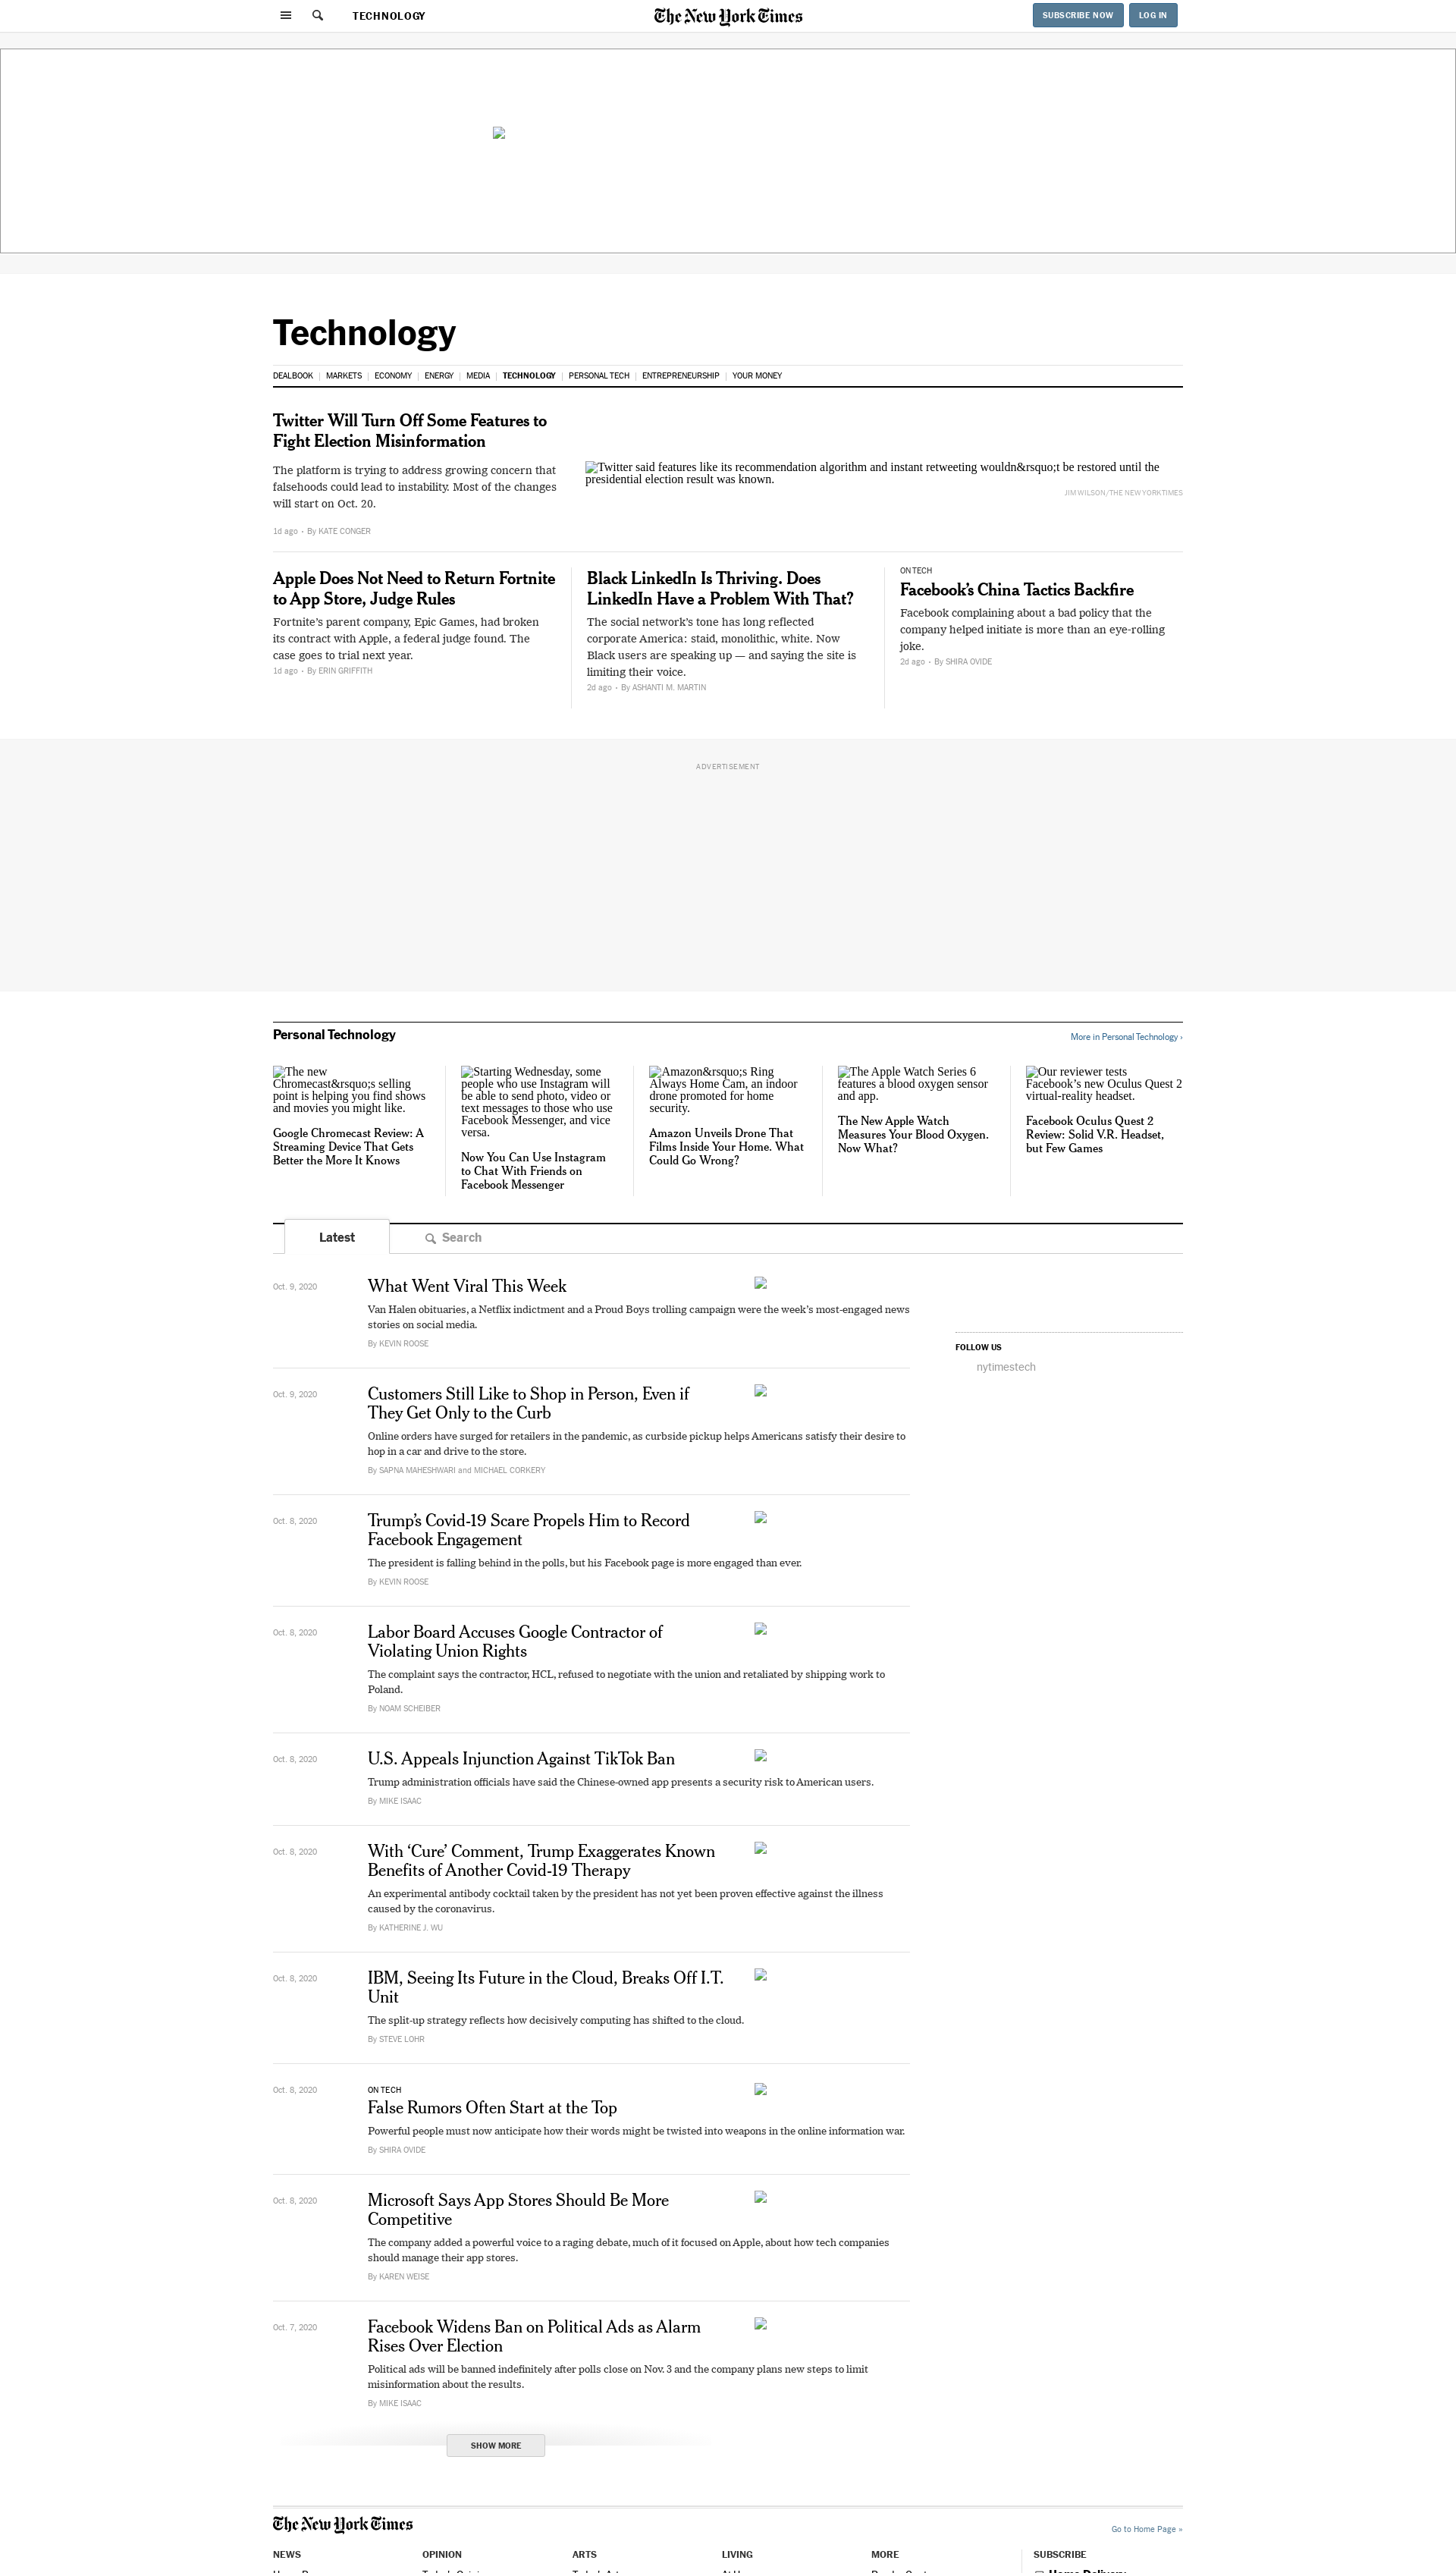 TECHNOLOGY
The New York Times
SUBSCRIBE NOW
LOG IN
Technology
DEALBOOK
MARKETS
ECONOMY
ENERGY
MEDIA
TECHNOLOGY
PERSONAL TECH
ENTREPRENEURSHIP
YOUR MONEY
Twitter Will Turn Off Some Features to
Fight Election Misinformation
The platform is trying to address growing concern that
falsehoods could lead to instability. Most of the changes
will start on Oct. 20.
1d ago • By KATE CONGER
Twitter said features like its recommendation algorithm and instant retweeting wouldn&rsquo;t be restored until the
presidential election result was known.
JIM WILSON/THE NEW YORK TIMES
Apple Does Not Need to Return Fortnite
to App Store, Judge Rules
Fortnite’s parent company, Epic Games, had broken
its contract with Apple, a federal judge found. The
case goes to trial next year.
1d ago • By ERIN GRIFFITH
Black LinkedIn Is Thriving. Does
LinkedIn Have a Problem With That?
The social network’s tone has long reflected
corporate America: staid, monolithic, white. Now
Black users are speaking up — and saying the site is
limiting their voice.
2d ago • By ASHANTI M. MARTIN
ON TECH
Facebook’s China Tactics Backfire
Facebook complaining about a bad policy that the
company helped initiate is more than an eye-rolling
joke.
2d ago • By SHIRA OVIDE
ADVERTISEMENT
Personal Technology
More in Personal Technology ›
The new
Chromecast&rsquo;s selling
point is helping you find shows
and movies you might like.
Google Chromecast Review: A
Streaming Device That Gets
Better the More It Knows
Starting Wednesday, some
people who use Instagram will
be able to send photo, video or
text messages to those who use
Facebook Messenger, and vice
versa.
Now You Can Use Instagram
to Chat With Friends on
Facebook Messenger
Amazon&rsquo;s Ring
Always Home Cam, an indoor
drone promoted for home
security.
Amazon Unveils Drone That
Films Inside Your Home. What
Could Go Wrong?
The Apple Watch Series 6
features a blood oxygen sensor
and app.
The New Apple Watch
Measures Your Blood Oxygen.
Now What?
Our reviewer tests
Facebook’s new Oculus Quest 2
virtual-reality headset.
Facebook Oculus Quest 2
Review: Solid V.R. Headset,
but Few Games
Latest
Search
Oct. 9, 2020
What Went Viral This Week
Van Halen obituaries, a Netflix indictment and a Proud Boys trolling campaign were the week’s most-engaged news
stories on social media.
By KEVIN ROOSE
FOLLOW US
nytimestech
Oct. 9, 2020
Customers Still Like to Shop in Person, Even if
They Get Only to the Curb
Online orders have surged for retailers in the pandemic, as curbside pickup helps Americans satisfy their desire to
hop in a car and drive to the store.
By SAPNA MAHESHWARI and MICHAEL CORKERY
Oct. 8, 2020
Trump’s Covid-19 Scare Propels Him to Record
Facebook Engagement
The president is falling behind in the polls, but his Facebook page is more engaged than ever.
By KEVIN ROOSE
Oct. 8, 2020
Labor Board Accuses Google Contractor of
Violating Union Rights
The complaint says the contractor, HCL, refused to negotiate with the union and retaliated by shipping work to
Poland.
By NOAM SCHEIBER
Oct. 8, 2020
U.S. Appeals Injunction Against TikTok Ban
Trump administration officials have said the Chinese-owned app presents a security risk to American users.
By MIKE ISAAC
Oct. 8, 2020
With ‘Cure’ Comment, Trump Exaggerates Known
Benefits of Another Covid-19 Therapy
An experimental antibody cocktail taken by the president has not yet been proven effective against the illness
caused by the coronavirus.
By KATHERINE J. WU
Oct. 8, 2020
IBM, Seeing Its Future in the Cloud, Breaks Off I.T.
Unit
The split-up strategy reflects how decisively computing has shifted to the cloud.
By STEVE LOHR
Oct. 8, 2020
ON TECH
False Rumors Often Start at the Top
Powerful people must now anticipate how their words might be twisted into weapons in the online information war.
By SHIRA OVIDE
Oct. 8, 2020
Microsoft Says App Stores Should Be More
Competitive
The company added a powerful voice to a raging debate, much of it focused on Apple, about how tech companies
should manage their app stores.
By KAREN WEISE
Oct. 7, 2020
Facebook Widens Ban on Political Ads as Alarm
Rises Over Election
Political ads will be banned indefinitely after polls close on Nov. 3 and the company plans new steps to limit
misinformation about the results.
By MIKE ISAAC
SHOW MORE
The New York Times
Go to Home Page »
NEWS
OPINION
ARTS
LIVING
MORE
SUBSCRIBE